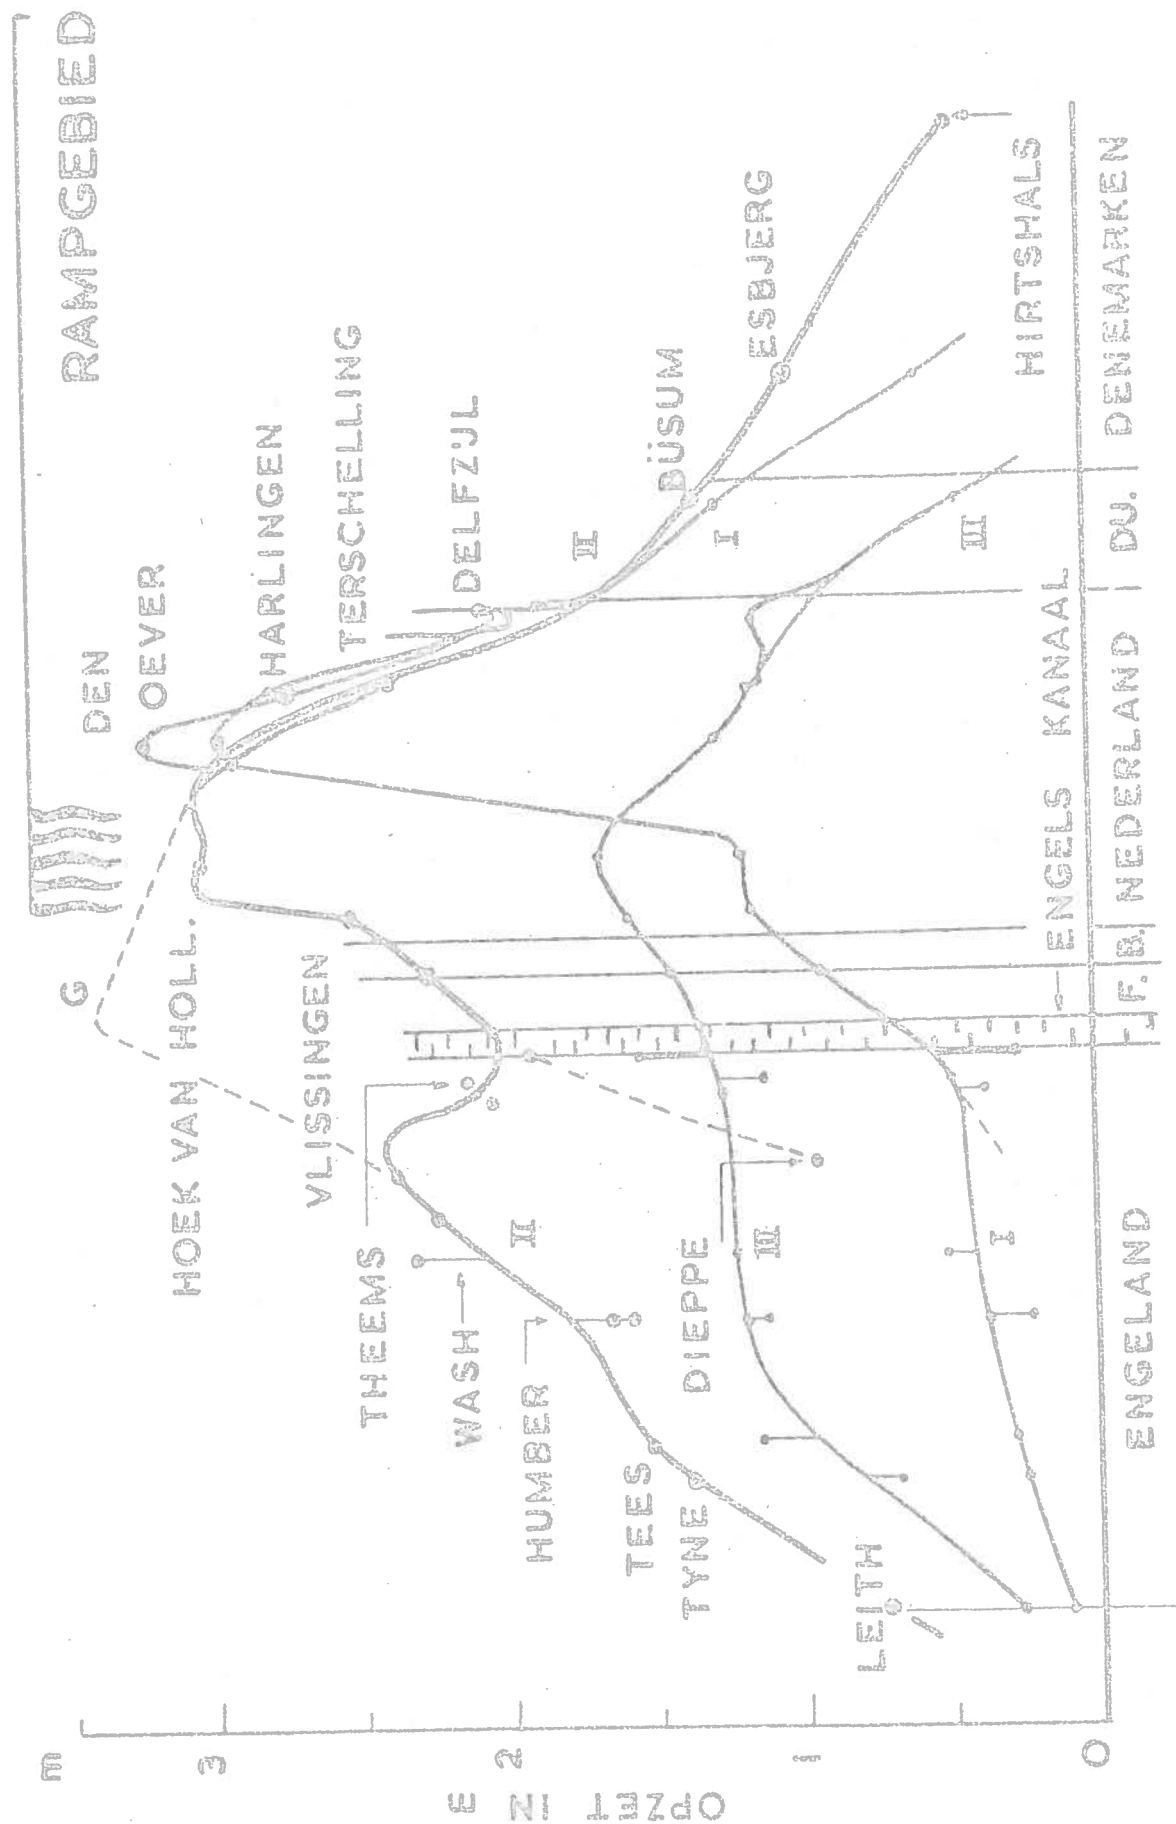 RAMPGEBIED
m
3
2
1
0
OPZET IN m
G
DEN
OEVER
HARLINGEN
TERSCHELLING
DELFZIJL
HOEK VAN HOLL.
VLISSINGEN
THEEMS
WASH
HUMBER
TEES
TYNE
LEITH
DIEPPE
II
III
I
II
I
III
BÜSUM
ESBJERG
HIRTSHALS
ENGELS KANAAL
ENGELAND
F.
B.
NEDERLAND
DU.
DENEMARKEN